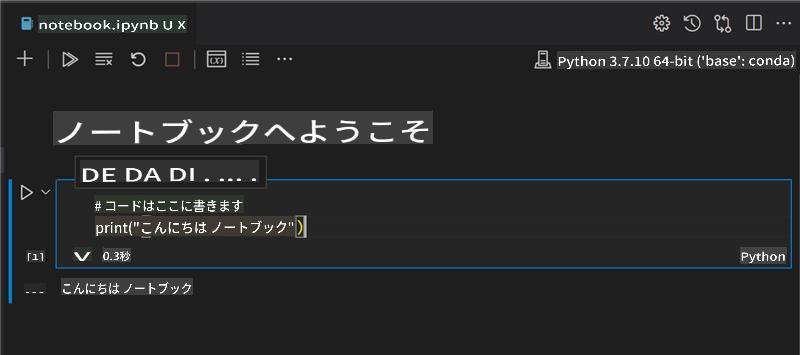 notebook.ipynb U X
Python 3.7.10 64-bit ('base': conda)
ノートブックへようこそ
DE DA DI . ... .
# コードはここに書きます
print("こんにちは ノートブック")
[1]
0.3秒
Python
... こんにちは ノートブック